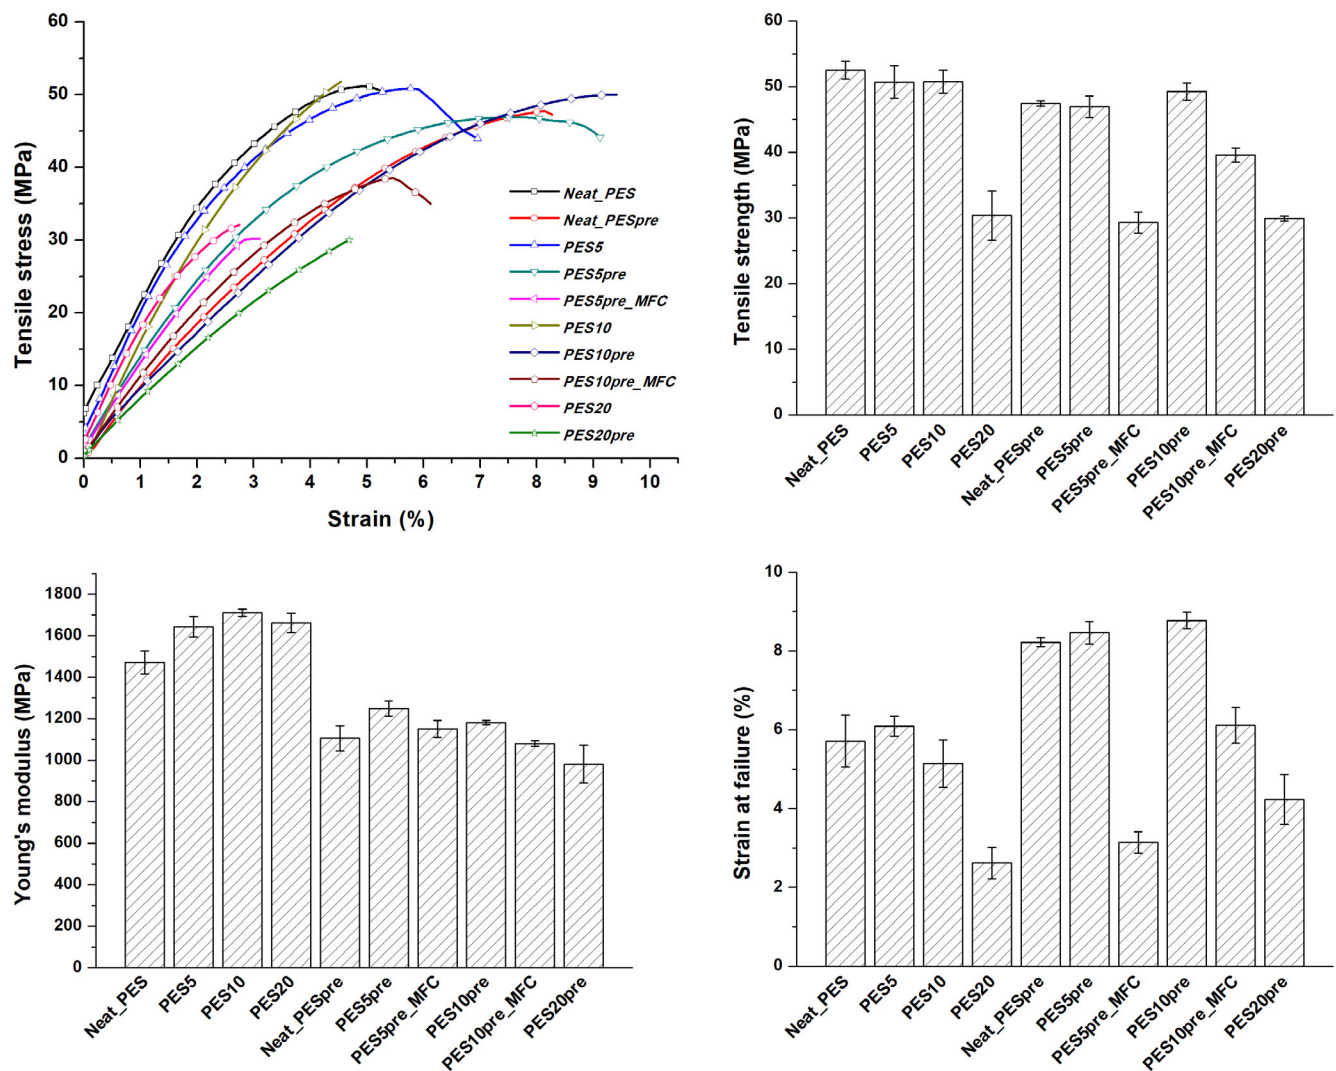 60
50
40
30
20
10
0
Tensile stress (MPa)
0 1 2 3 4 5 6 7 8 9 10
Strain (%)
Neat_PES
Neat_PESpre
PES5
PES5pre
PES5pre_MFC
PES10
PES10pre
PES10pre_MFC
PES20
PES20pre
60
50
40
30
20
10
0
Tensile strength (MPa)
Neat_PES
PES5
PES10
PES20
Neat_PESpre
PES5pre
PES5pre_MFC
PES10pre
PES10pre_MFC
PES20pre
1800
1600
1400
1200
1000
800
600
400
200
0
Young's modulus (MPa)
Neat_PES
PES5
PES10
PES20
Neat_PESpre
PES5pre
PES5pre_MFC
PES10pre
PES10pre_MFC
PES20pre
10
8
6
4
2
0
Strain at failure (%)
Neat_PES
PES5
PES10
PES20
Neat_PESpre
PES5pre
PES5pre_MFC
PES10pre
PES10pre_MFC
PES20pre